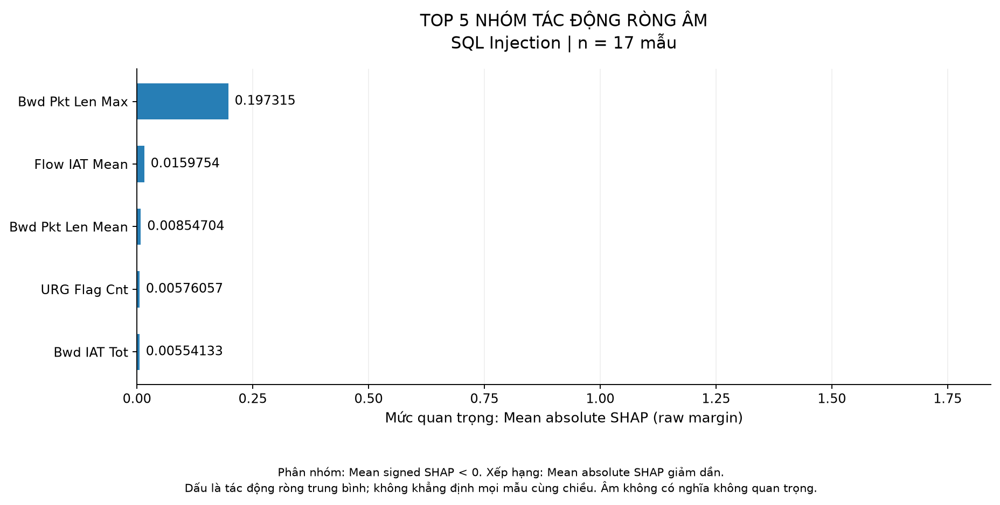 TOP 5 NHÓM TÁC ĐỘNG RÒNG ÂM
SQL Injection | n = 17 mẫu
Bwd Pkt Len Max
0.197315
Flow IAT Mean
0.0159754
Bwd Pkt Len Mean
0.00854704
URG Flag Cnt
0.00576057
Bwd IAT Tot
0.00554133
0.00 0.25 0.50 0.75 1.00 1.25 1.50 1.75
Mức quan trọng: Mean absolute SHAP (raw margin)
Phân nhóm: Mean signed SHAP < 0. Xếp hạng: Mean absolute SHAP giảm dần.
Dấu là tác động ròng trung bình; không khẳng định mọi mẫu cùng chiều. Âm không có nghĩa không quan trọng.